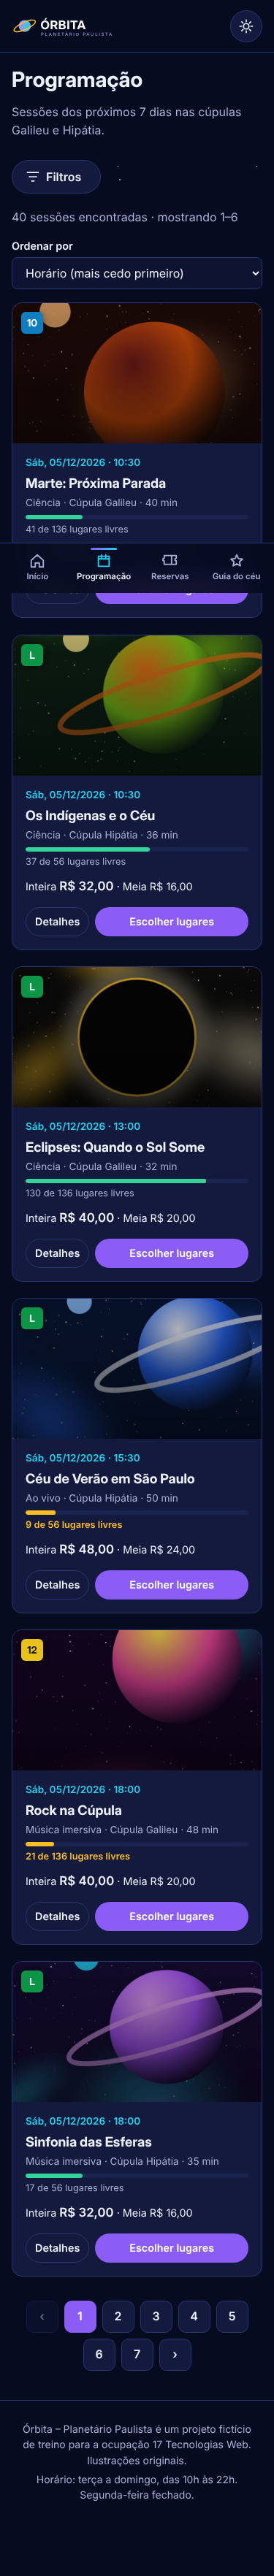 ÓRBITA
PLANETÁRIO PAULISTA
Programação
Sessões dos próximos 7 dias nas cúpulas
Galileu e Hipátia.
Filtros
40 sessões encontradas · mostrando 1–6
Ordenar por
Horário (mais cedo primeiro)
10
Sáb, 05/12/2026 · 10:30
Marte: Próxima Parada
Ciência · Cúpula Galileu · 40 min
41 de 136 lugares livres
Início
Programação
Reservas
Guia do céu
L
Sáb, 05/12/2026 · 10:30
Os Indígenas e o Céu
Ciência · Cúpula Hipátia · 36 min
37 de 56 lugares livres
Inteira R$ 32,00 · Meia R$ 16,00
Detalhes
Escolher lugares
L
Sáb, 05/12/2026 · 13:00
Eclipses: Quando o Sol Some
Ciência · Cúpula Galileu · 32 min
130 de 136 lugares livres
Inteira R$ 40,00 · Meia R$ 20,00
Detalhes
Escolher lugares
L
Sáb, 05/12/2026 · 15:30
Céu de Verão em São Paulo
Ao vivo · Cúpula Hipátia · 50 min
9 de 56 lugares livres
Inteira R$ 48,00 · Meia R$ 24,00
Detalhes
Escolher lugares
12
Sáb, 05/12/2026 · 18:00
Rock na Cúpula
Música imersiva · Cúpula Galileu · 48 min
21 de 136 lugares livres
Inteira R$ 40,00 · Meia R$ 20,00
Detalhes
Escolher lugares
L
Sáb, 05/12/2026 · 18:00
Sinfonia das Esferas
Música imersiva · Cúpula Hipátia · 35 min
17 de 56 lugares livres
Inteira R$ 32,00 · Meia R$ 16,00
Detalhes
Escolher lugares
‹ 1 2 3 4 5
6 7 ›
Órbita – Planetário Paulista é um projeto fictício
de treino para a ocupação 17 Tecnologias Web.
Ilustrações originais.
Horário: terça a domingo, das 10h às 22h.
Segunda-feira fechado.